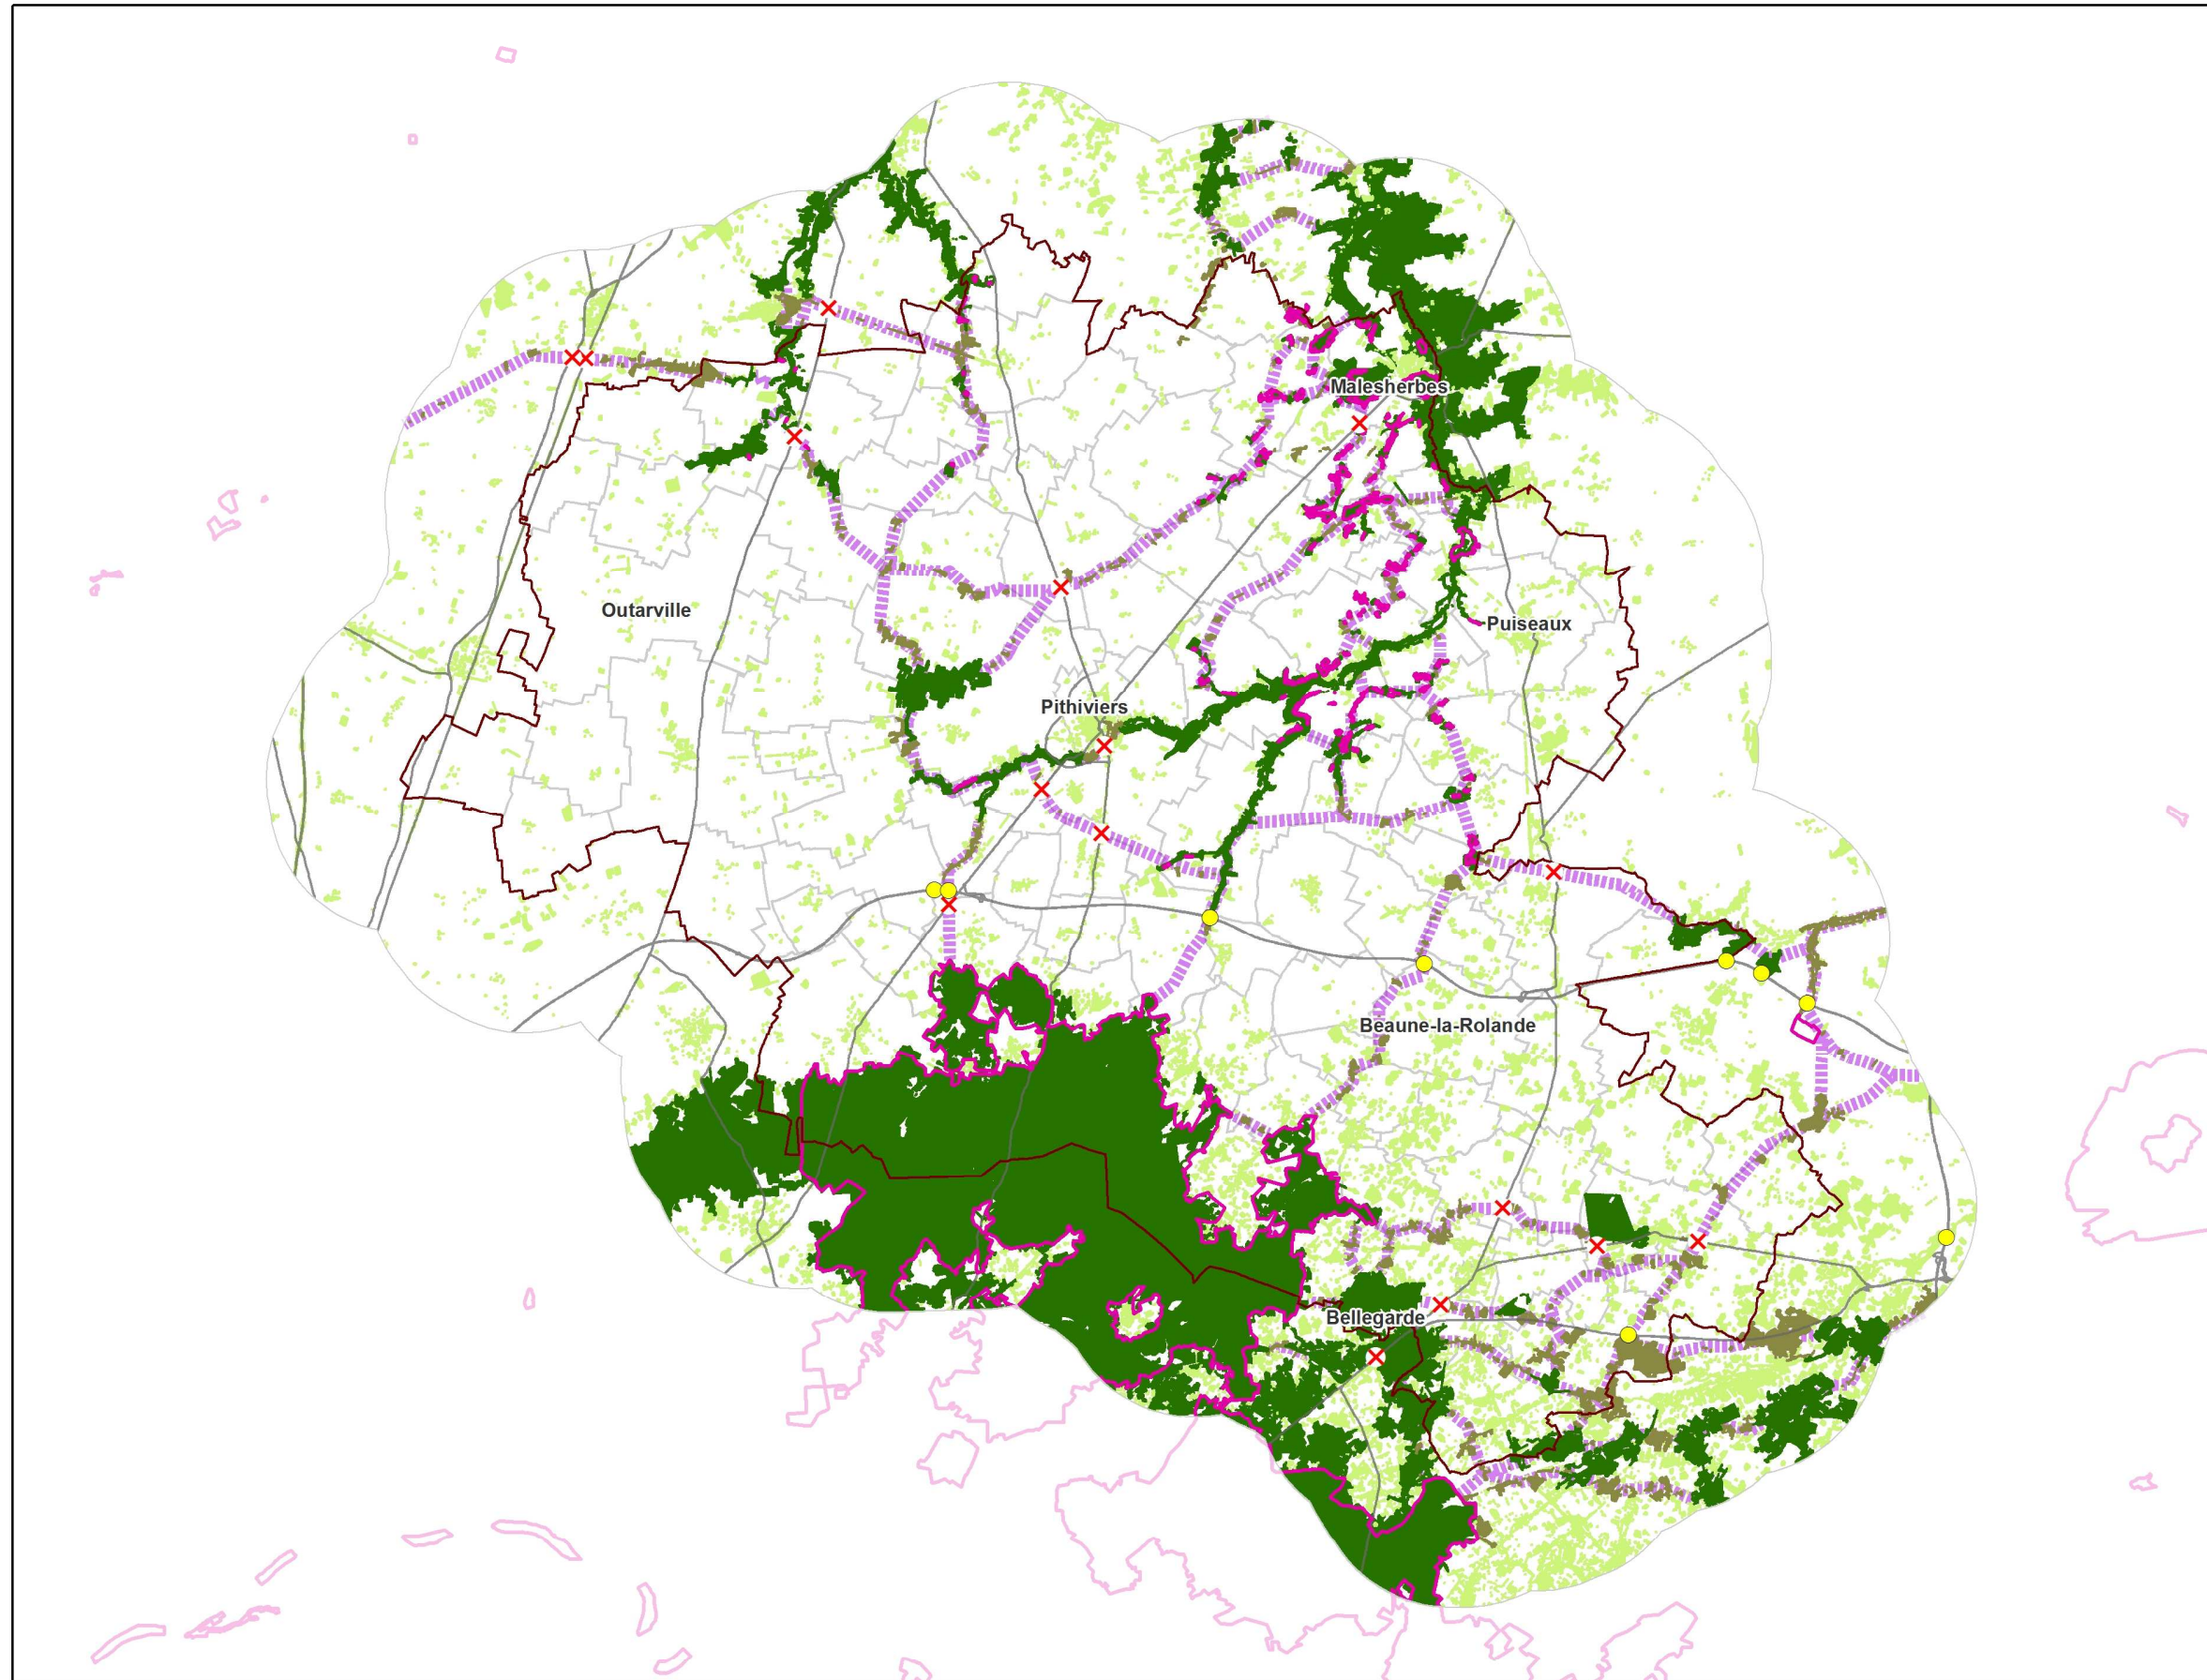 Malesherbes
Outarville
Puiseaux
Pithiviers
Beaune-la-Rolande
Bellegarde